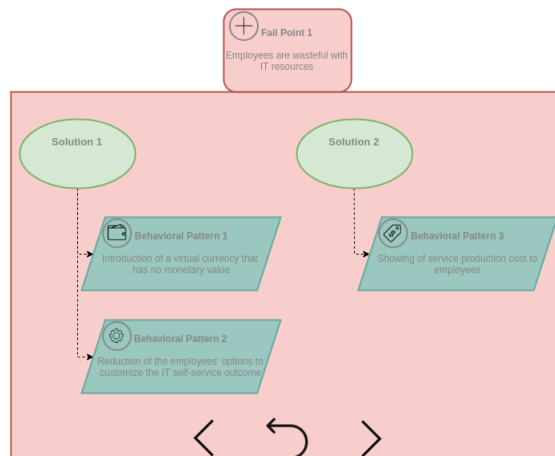 Fail Point 1
Employees are wasteful with
IT resources
Solution 1
Solution 2
Behavioral Pattern 1
Introduction of a virtual currency that
has no monetary value
Behavioral Pattern 3
Showing of service production cost to
employees
Behavioral Pattern 2
Reduction of the employees' options to
customize the IT self-service outcome